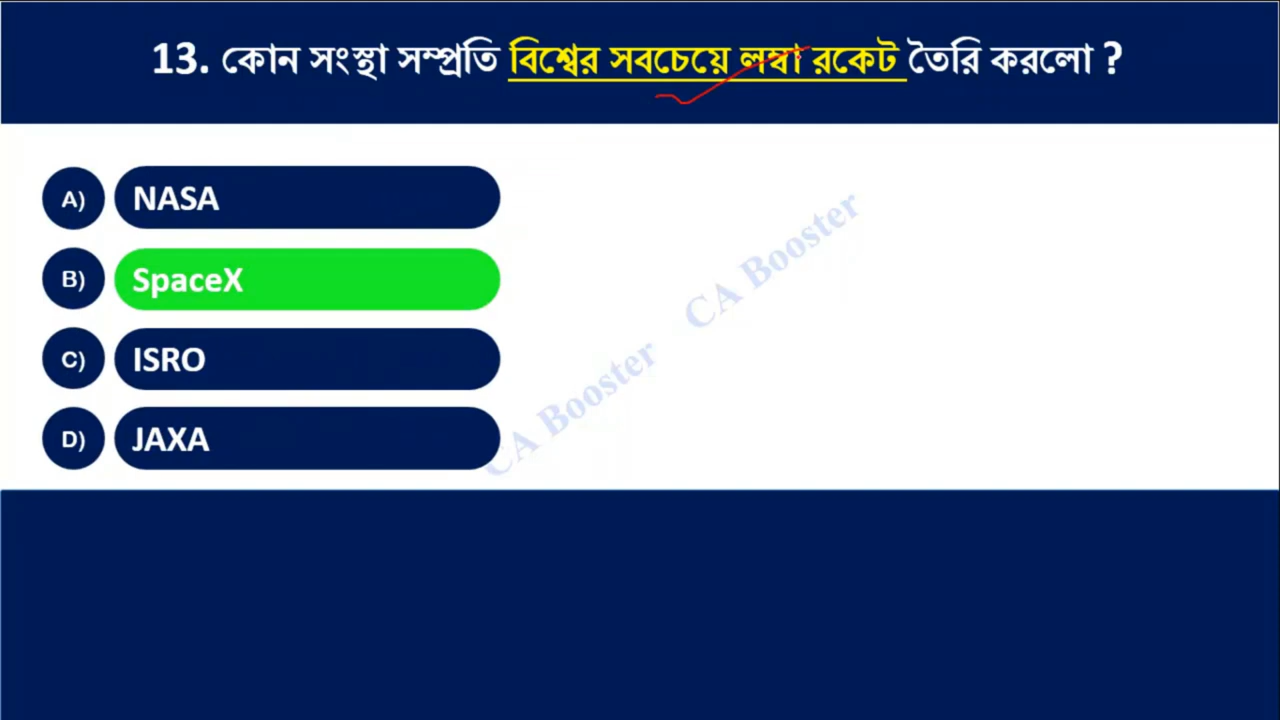 13. কোন সংস্থা সম্প্রতি বিশ্বের সবচেয়ে লম্বা রকেট তৈরি করলো ?
A) NASA
B) SpaceX
C) ISRO
D) JAXA
CA Booster
CA Booster